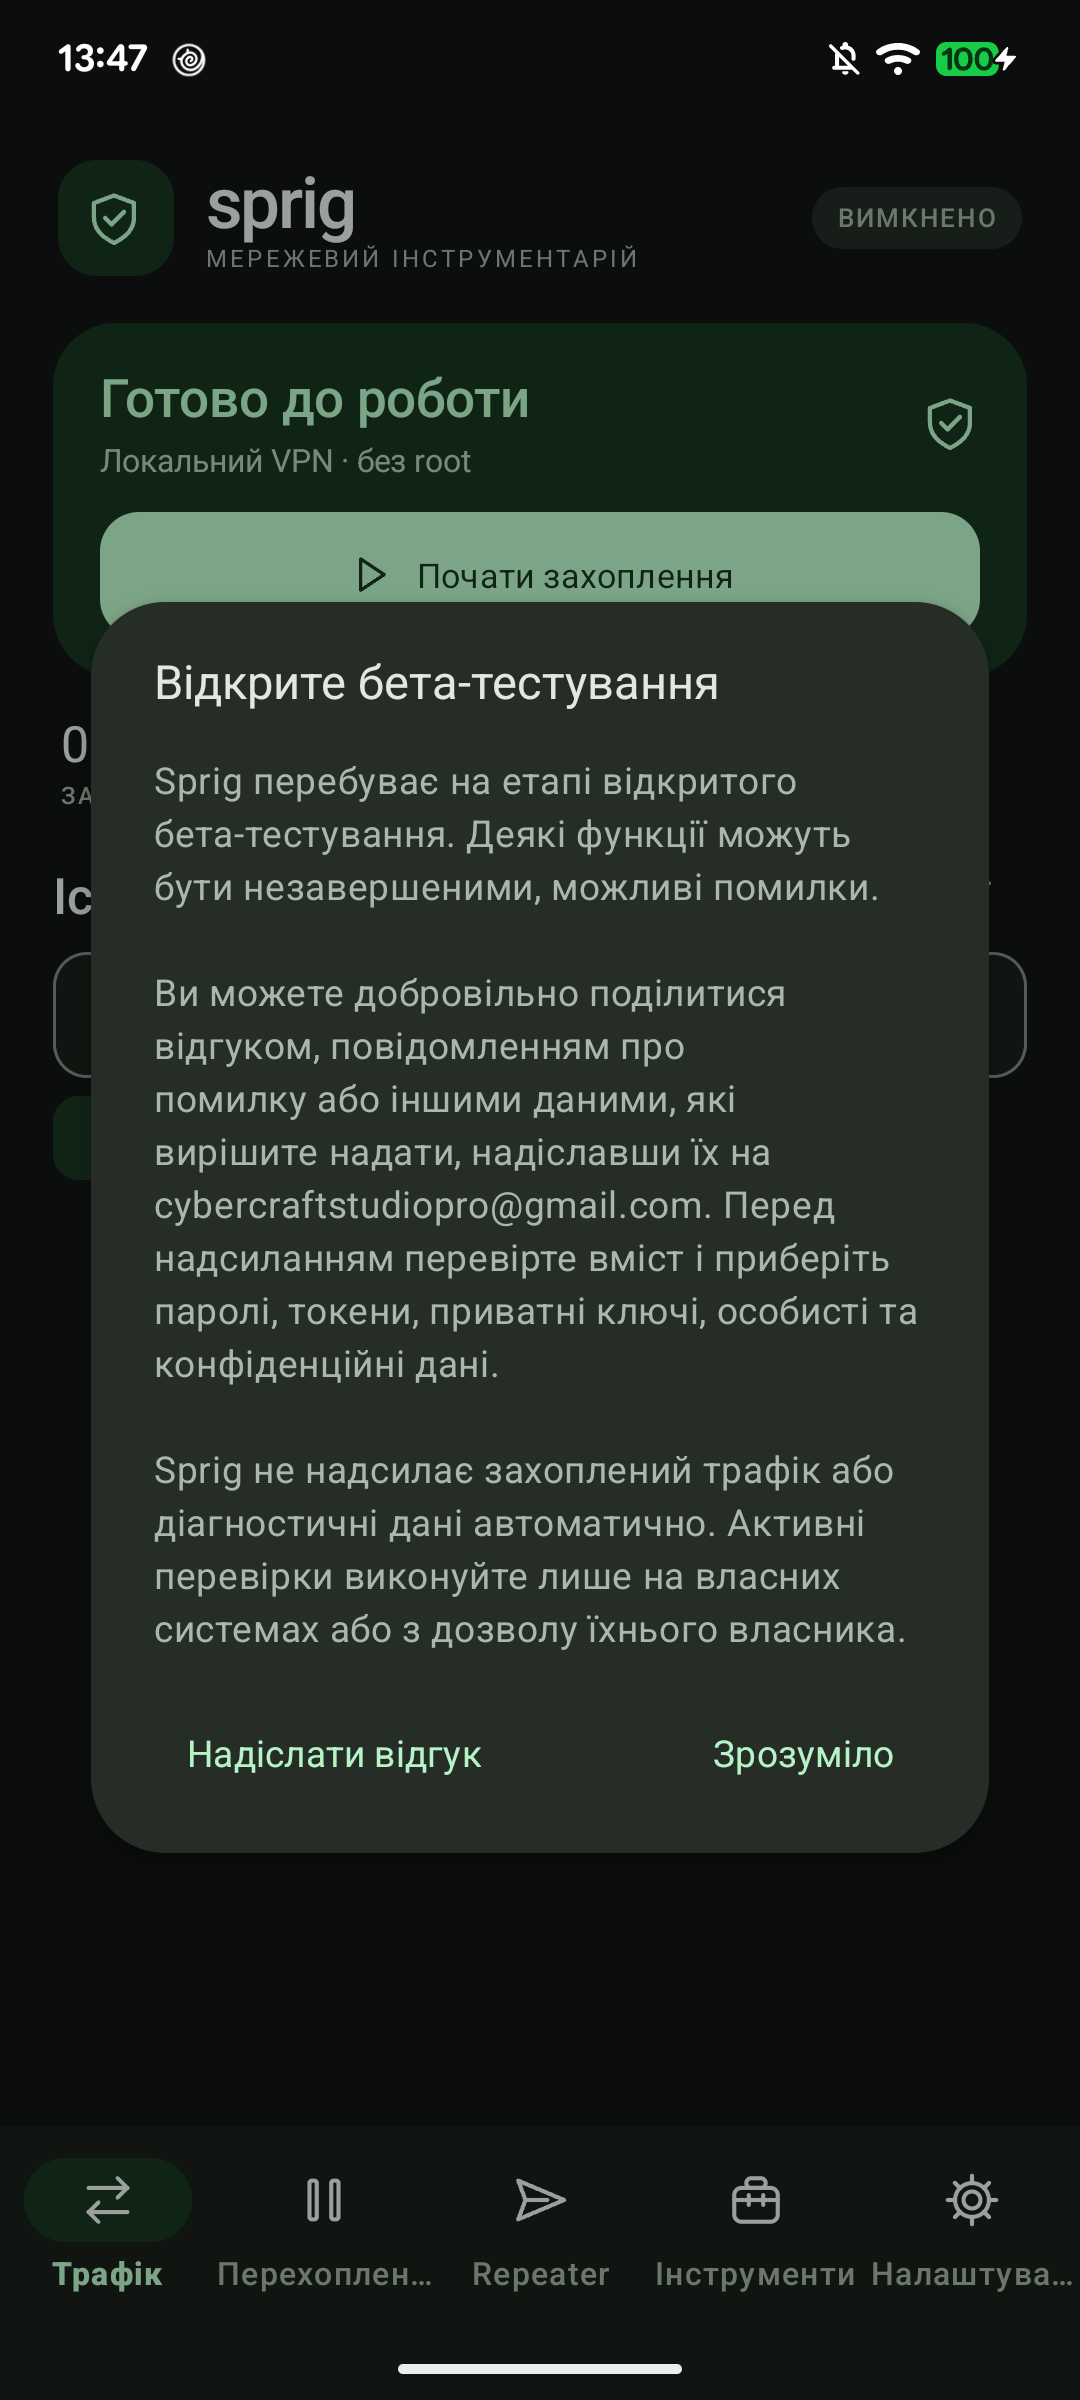 13:47
100
sprig
МЕРЕЖЕВИЙ ІНСТРУМЕНТАРІЙ
ВИМКНЕНО
Готово до роботи
Локальний VPN · без root
Почати захоплення
0
ЗА
Іс
Відкрите бета-тестування
Sprig перебуває на етапі відкритого
бета-тестування. Деякі функції можуть
бути незавершеними, можливі помилки.
Ви можете добровільно поділитися
відгуком, повідомленням про
помилку або іншими даними, які
вирішите надати, надіславши їх на
cybercraftstudiopro@gmail.com. Перед
надсиланням перевірте вміст і приберіть
паролі, токени, приватні ключі, особисті та
конфіденційні дані.
Sprig не надсилає захоплений трафік або
діагностичні дані автоматично. Активні
перевірки виконуйте лише на власних
системах або з дозволу їхнього власника.
Надіслати відгук
Зрозуміло
Трафік
Перехоплен...
Repeater
Інструменти
Налаштува...